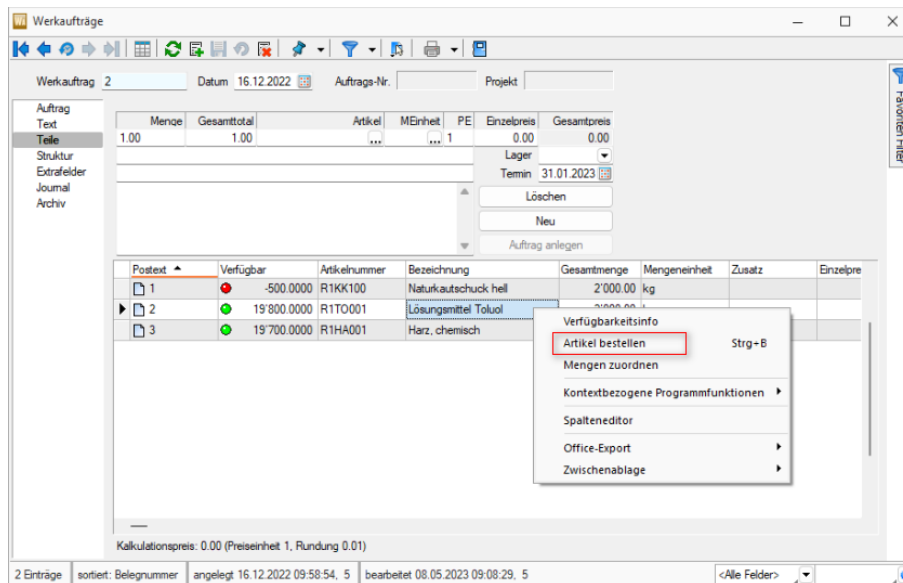 Werkaufträge
Werkauftrag 2 Datum 16.12.2022 Auftrags-Nr. Projekt
Favoriten Filter
Auftrag
Text
Teile
Struktur
Extrafelder
Journal
Archiv
Menge Gesamttotal Artikel MEinheit PE Einzelpreis Gesamtpreis
1.00 1.00 ... ... 1 0.00 0.00
Lager
Termin 31.01.2023
Löschen
Neu
Auftrag anlegen
Postext Verfügbar Artikelnummer Bezeichnung Gesamtmenge Mengeneinheit Zusatz Einzelpre
1 -500.0000 R1KK100 Naturkautschuck hell 2'000.00 kg
2 19'800.0000 R1TO001 Lösungsmittel Toluol
3 19'700.0000 R1HA001 Harz, chemisch
Verfügbarkeitsinfo
Artikel bestellen Strg+B
Mengen zuordnen
Kontextbezogene Programmfunktionen
Spalteneditor
Office-Export
Zwischenablage
Kalkulationspreis: 0.00 (Preiseinheit 1, Rundung 0.01)
2 Einträge sortiert: Belegnummer angelegt 16.12.2022 09:58:54, 5 bearbeitet 08.05.2023 09:08:29, 5 <Alle Felder>